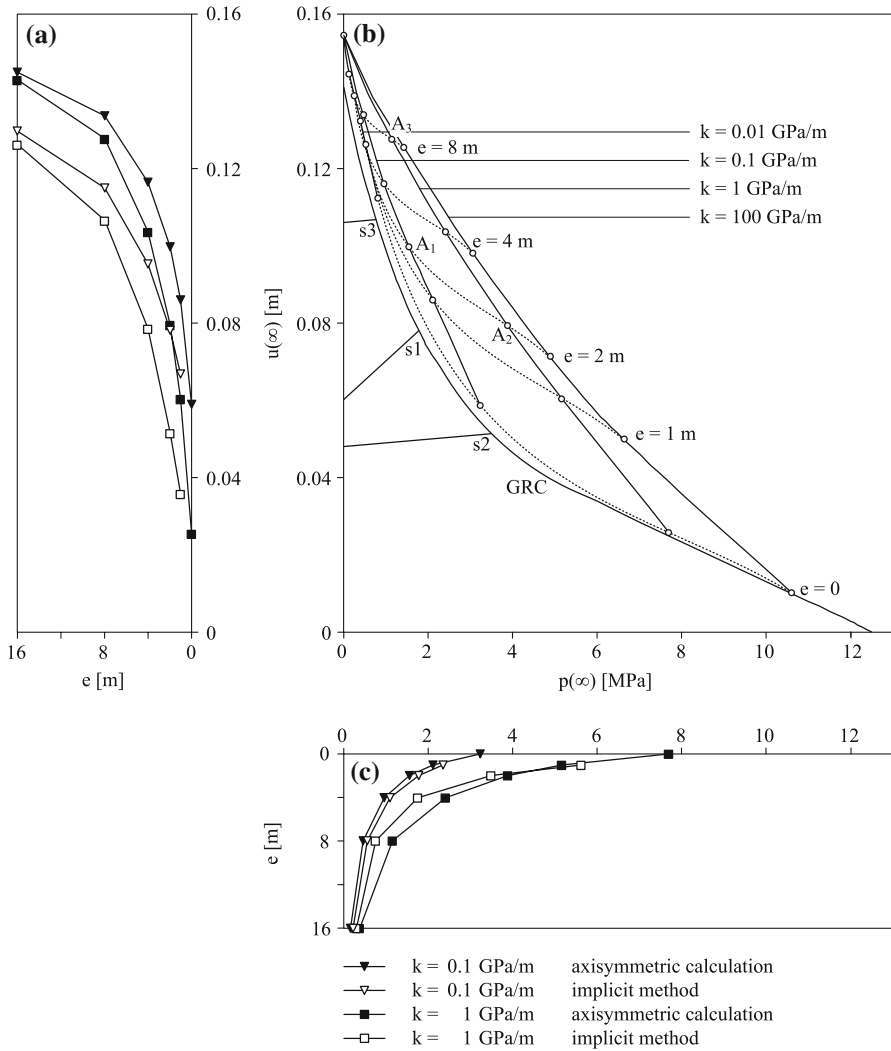 (a)
(b)
0.16
0.12
0.08
0.04
0
u(∞) [m]
16
8
0
e [m]
0.16
0.12
0.08
0.04
0
A3
e = 8 m
k = 0.01 GPa/m
k = 0.1 GPa/m
k = 1 GPa/m
k = 100 GPa/m
s3
A1
e = 4 m
s1
A2
e = 2 m
e = 1 m
s2
GRC
e = 0
0
2
4
6
8
10
12
p(∞) [MPa]
0
2
4
6
8
10
12
(c)
0
8
16
e [m]
k = 0.1 GPa/m axisymmetric calculation
k = 0.1 GPa/m implicit method
k = 1 GPa/m axisymmetric calculation
k = 1 GPa/m implicit method